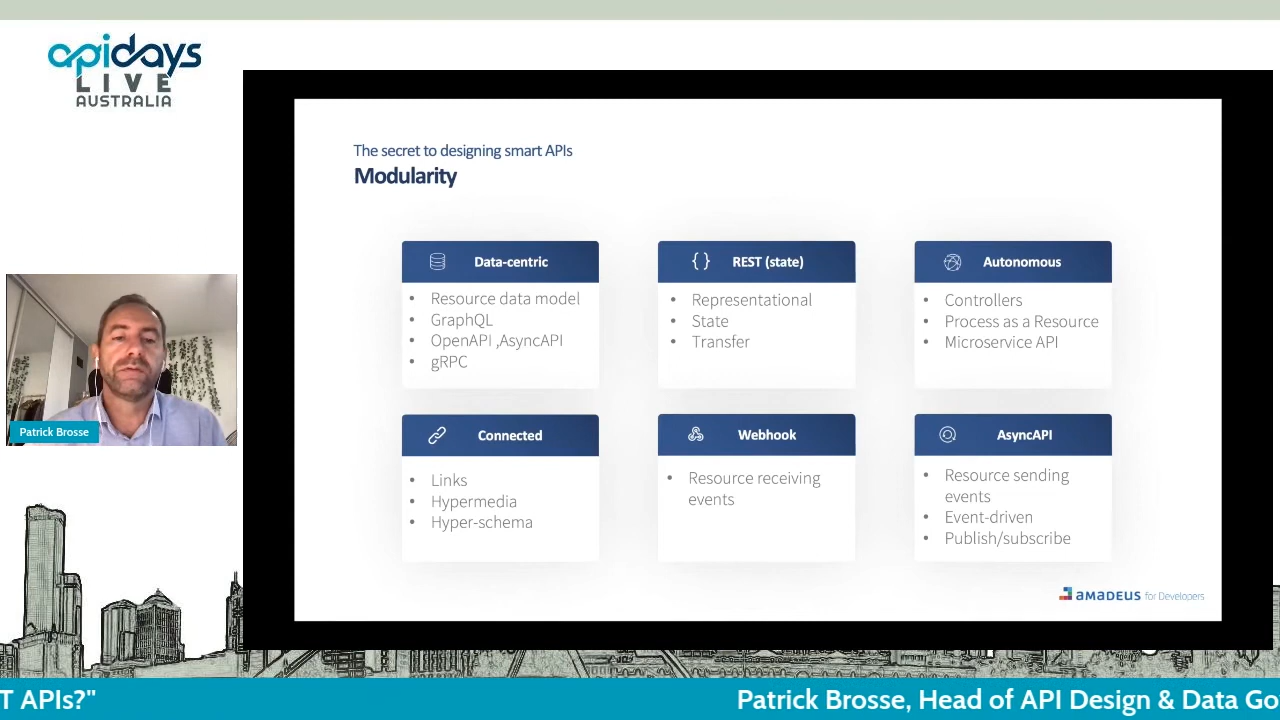 apidays
LIVE
AUSTRALIA
The secret to designing smart APIs
Modularity
Data-centric
• Resource data model
• GraphQL
• OpenAPI ,AsyncAPI
• gRPC
{ } REST (state)
• Representational
• State
• Transfer
Autonomous
• Controllers
• Process as a Resource
• Microservice API
Connected
• Links
• Hypermedia
• Hyper-schema
Webhook
• Resource receiving
events
AsyncAPI
• Resource sending
events
• Event-driven
• Publish/subscribe
aMaDEUS for Developers
Patrick Brosse
T APIs?" Patrick Brosse, Head of API Design & Data Go